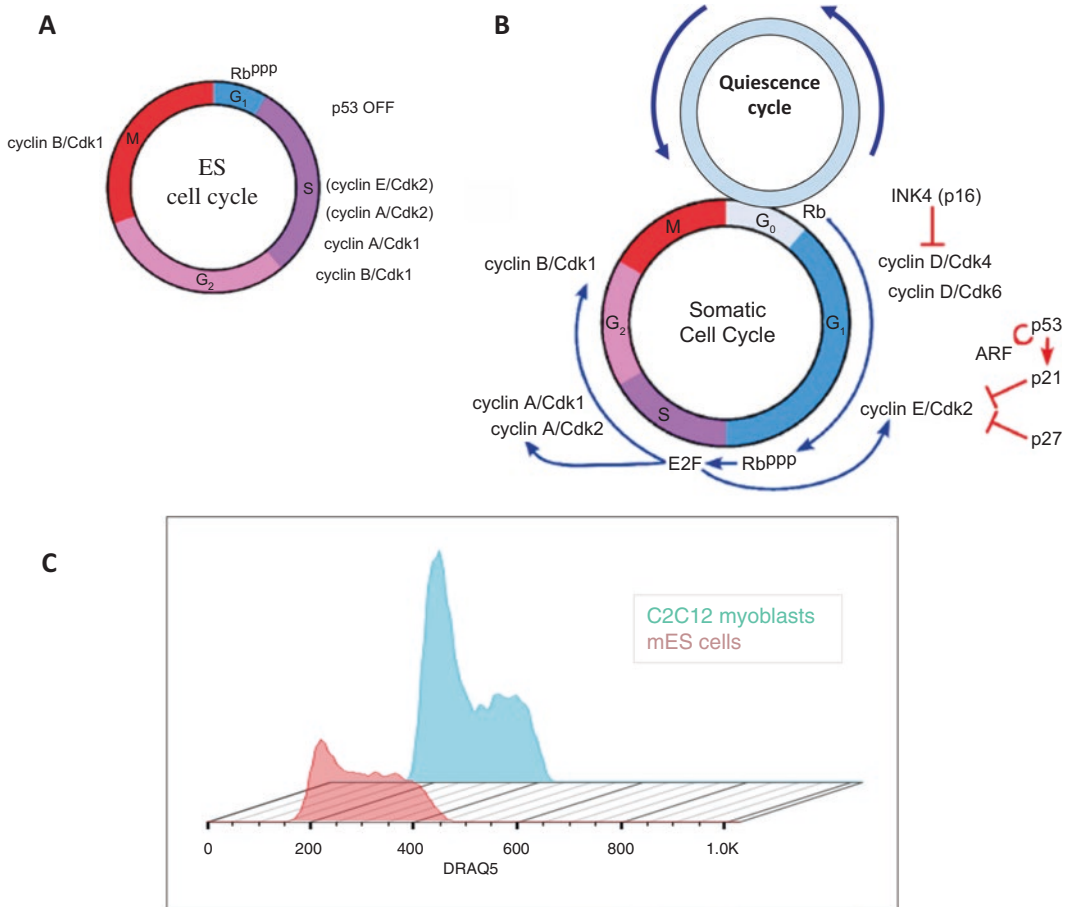 A
Rbppp
G1
p53 OFF
M
cyclin B/Cdk1
ES
cell cycle
S
(cyclin E/Cdk2)
(cyclin A/Cdk2)
cyclin A/Cdk1
cyclin B/Cdk1
G2
B
Quiescence
cycle
INK4 (p16)
Rb
G0
M
cyclin B/Cdk1
cyclin D/Cdk4
cyclin D/Cdk6
Somatic
Cell Cycle
G2
G1
p53
ARF
p21
S
cyclin A/Cdk1
cyclin A/Cdk2
cyclin E/Cdk2
p27
E2F
Rbppp
C
C2C12 myoblasts
mES cells
0 200 400 600 800 1.0K
DRAQ5